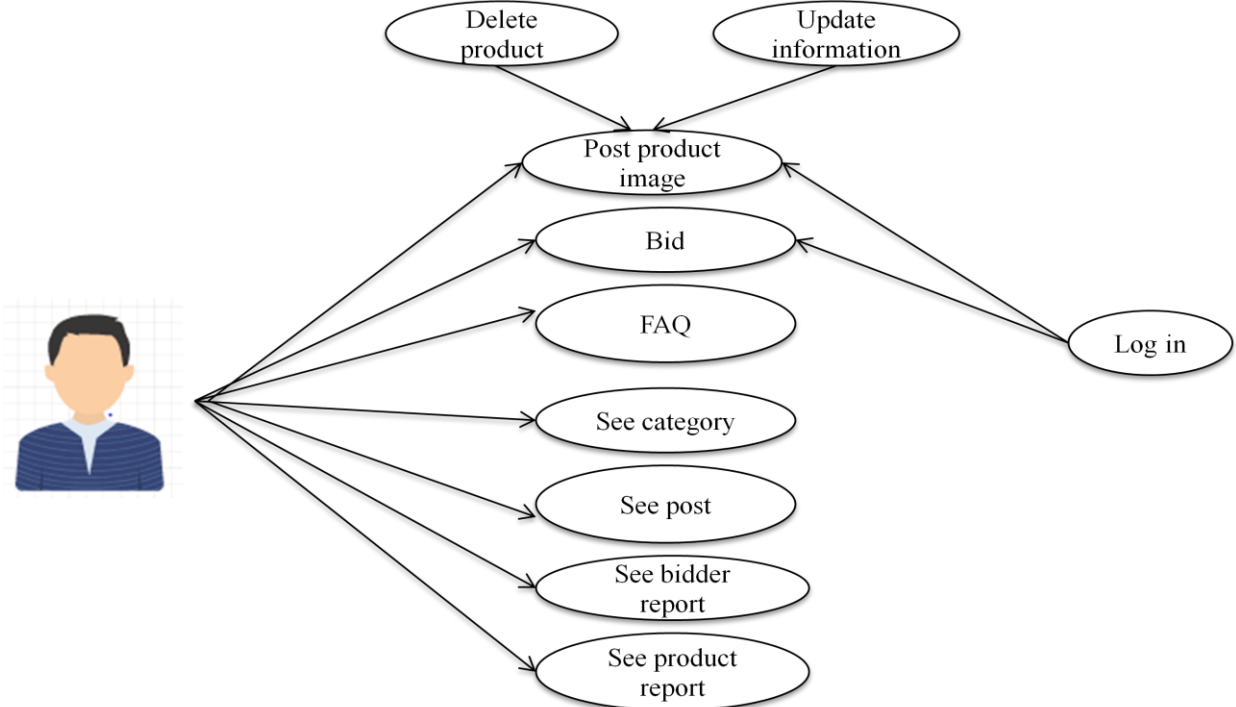 Delete
product
Update
information
Post product
image
Bid
FAQ
Log in
See category
See post
See bidder
report
See product
report